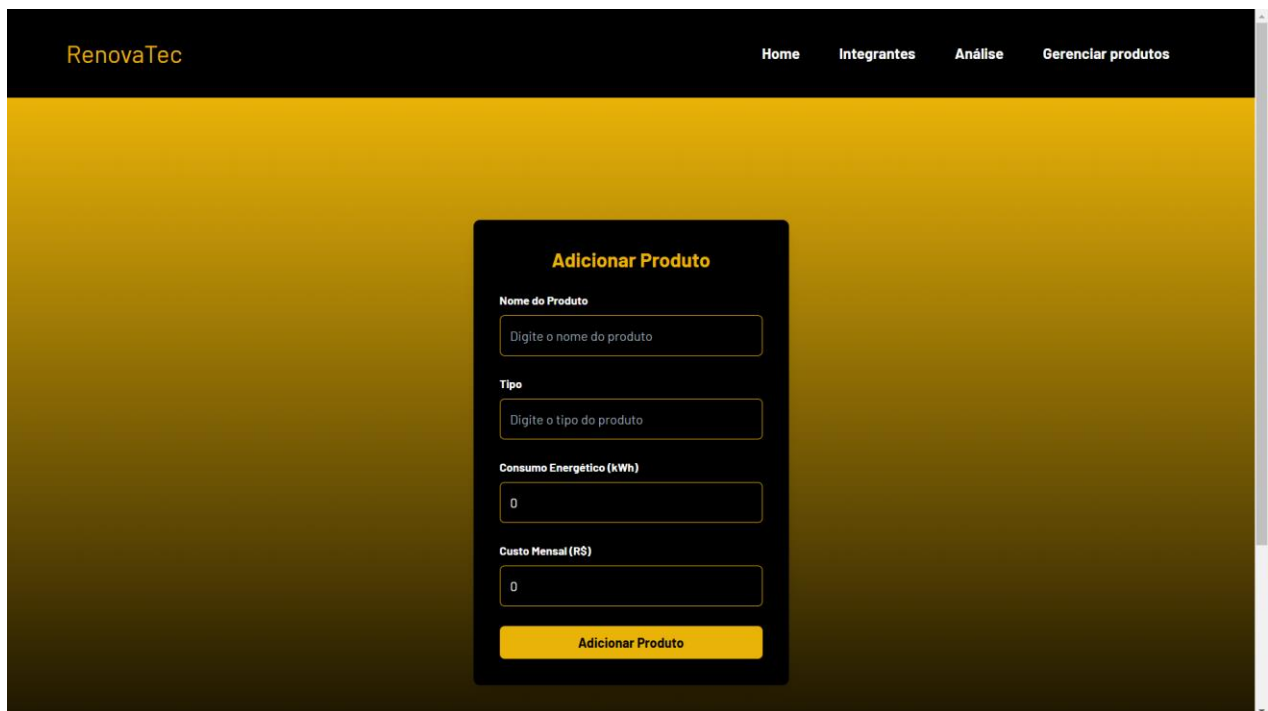 RenovaTec
Home Integrantes Análise Gerenciar produtos
Adicionar Produto
Nome do Produto
Digite o nome do produto
Tipo
Digite o tipo do produto
Consumo Energético (kWh)
0
Custo Mensal (R$)
0
Adicionar Produto